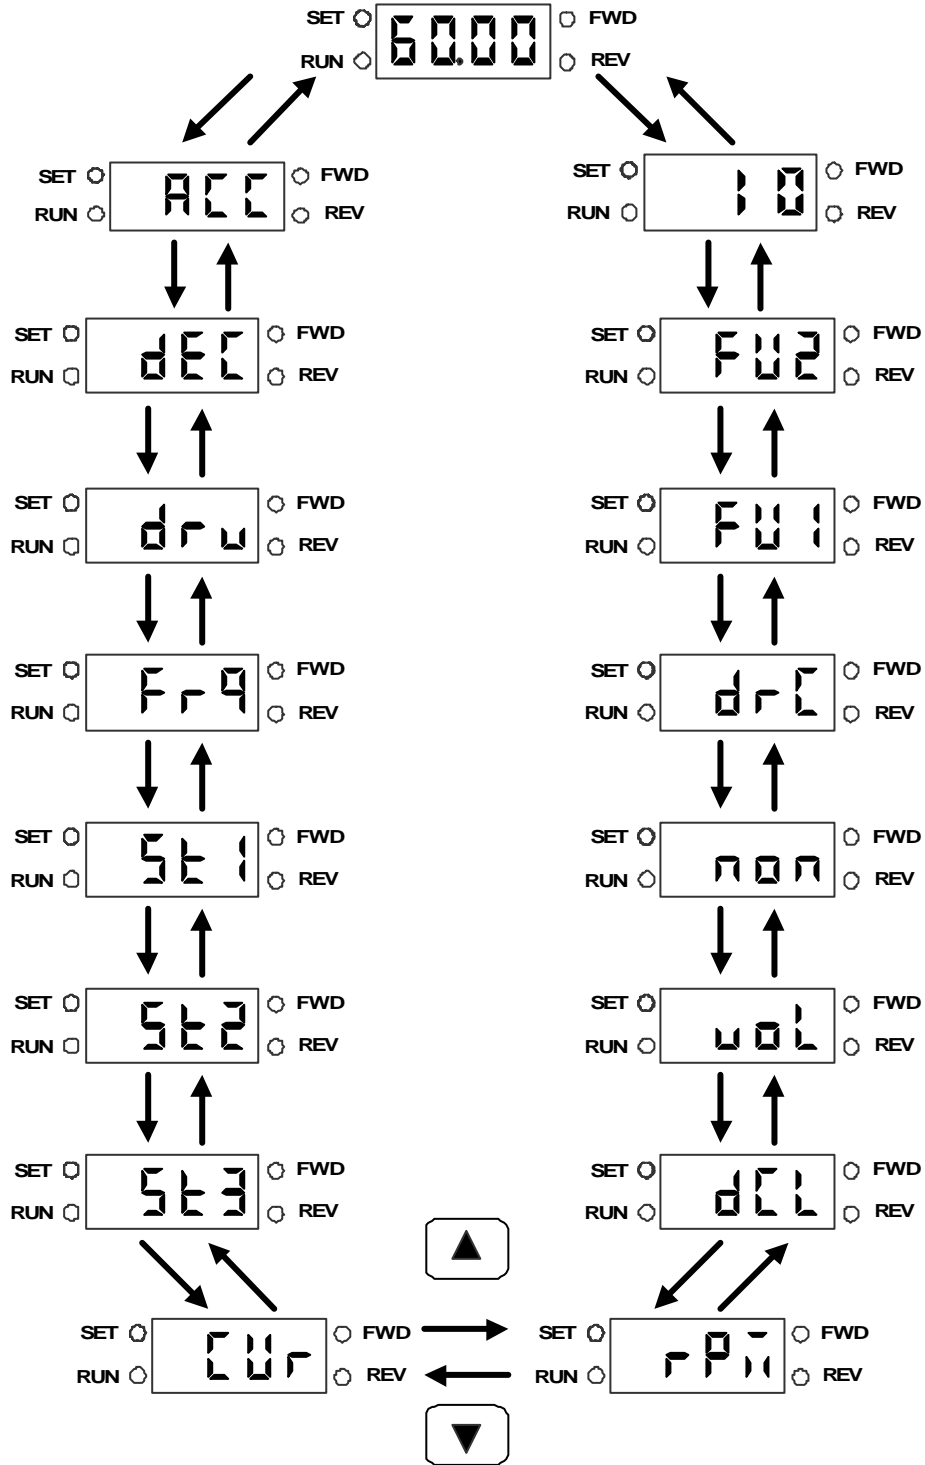 SET 60.00 FWD
RUN REV
SET ACC FWD
RUN REV
SET I O FWD
RUN REV
SET dEC FWD
RUN REV
SET FU2 FWD
RUN REV
SET drv FWD
RUN REV
SET FU1 FWD
RUN REV
SET Frq FWD
RUN REV
SET drC FWD
RUN REV
SET St1 FWD
RUN REV
SET non FWD
RUN REV
SET St2 FWD
RUN REV
SET voL FWD
RUN REV
SET St3 FWD
RUN REV
SET dCL FWD
RUN REV
SET CUr FWD
RUN REV
SET rPM FWD
RUN REV